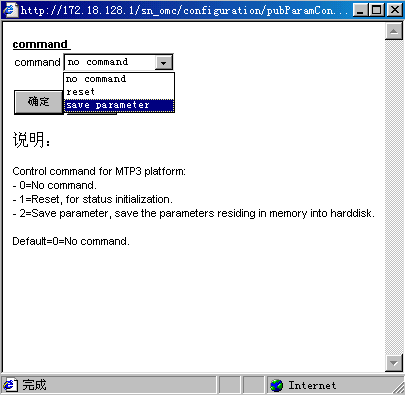 http://172.18.128.1/sn_omc/configuration/pubParamCon...
command
command no command
no command
reset
save parameter
确定
说明：
Control command for MTP3 platform:
- 0=No command.
- 1=Reset, for status initialization.
- 2=Save parameter, save the parameters residing in memory into harddisk.
Default=0=No command.
完成
Internet